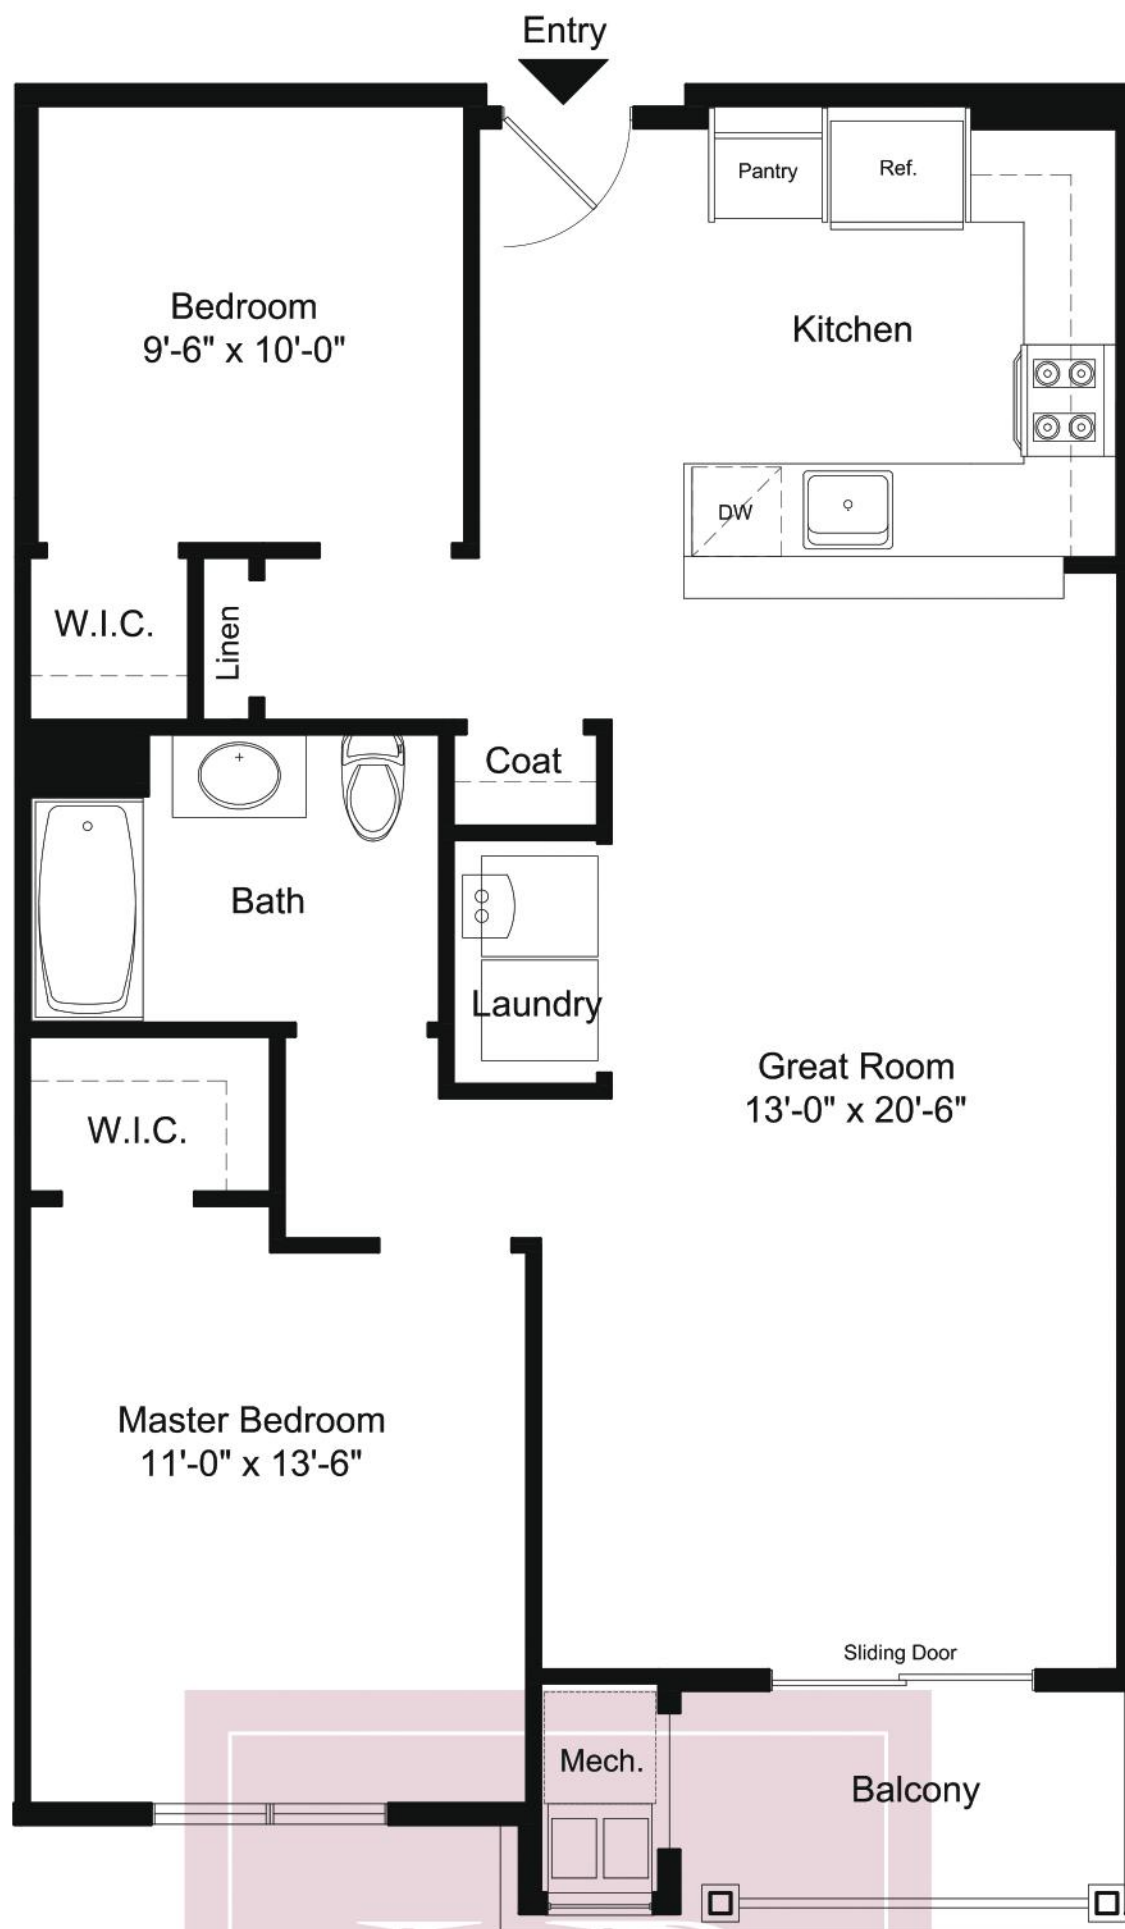 Entry
Pantry
Ref.
Bedroom
9'-6" x 10'-0"
Kitchen
DW
W.I.C.
Linen
Coat
Bath
Laundry
Great Room
13'-0" x 20'-6"
W.I.C.
Master Bedroom
11'-0" x 13'-6"
Sliding Door
Mech.
Balcony